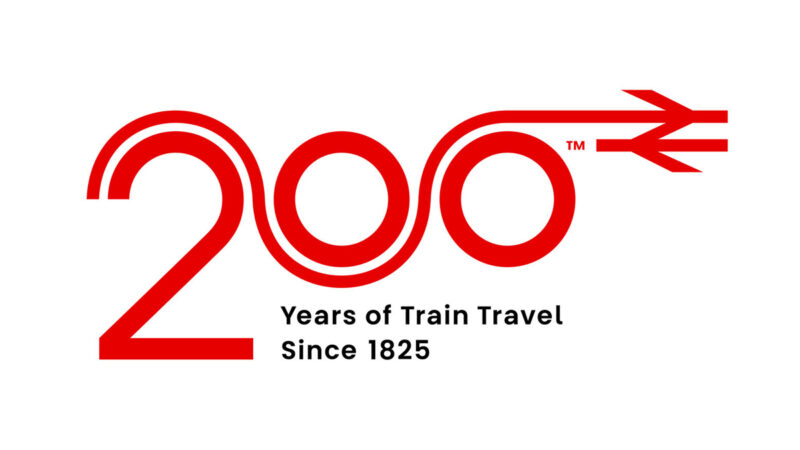 200™
Years of Train Travel
Since 1825